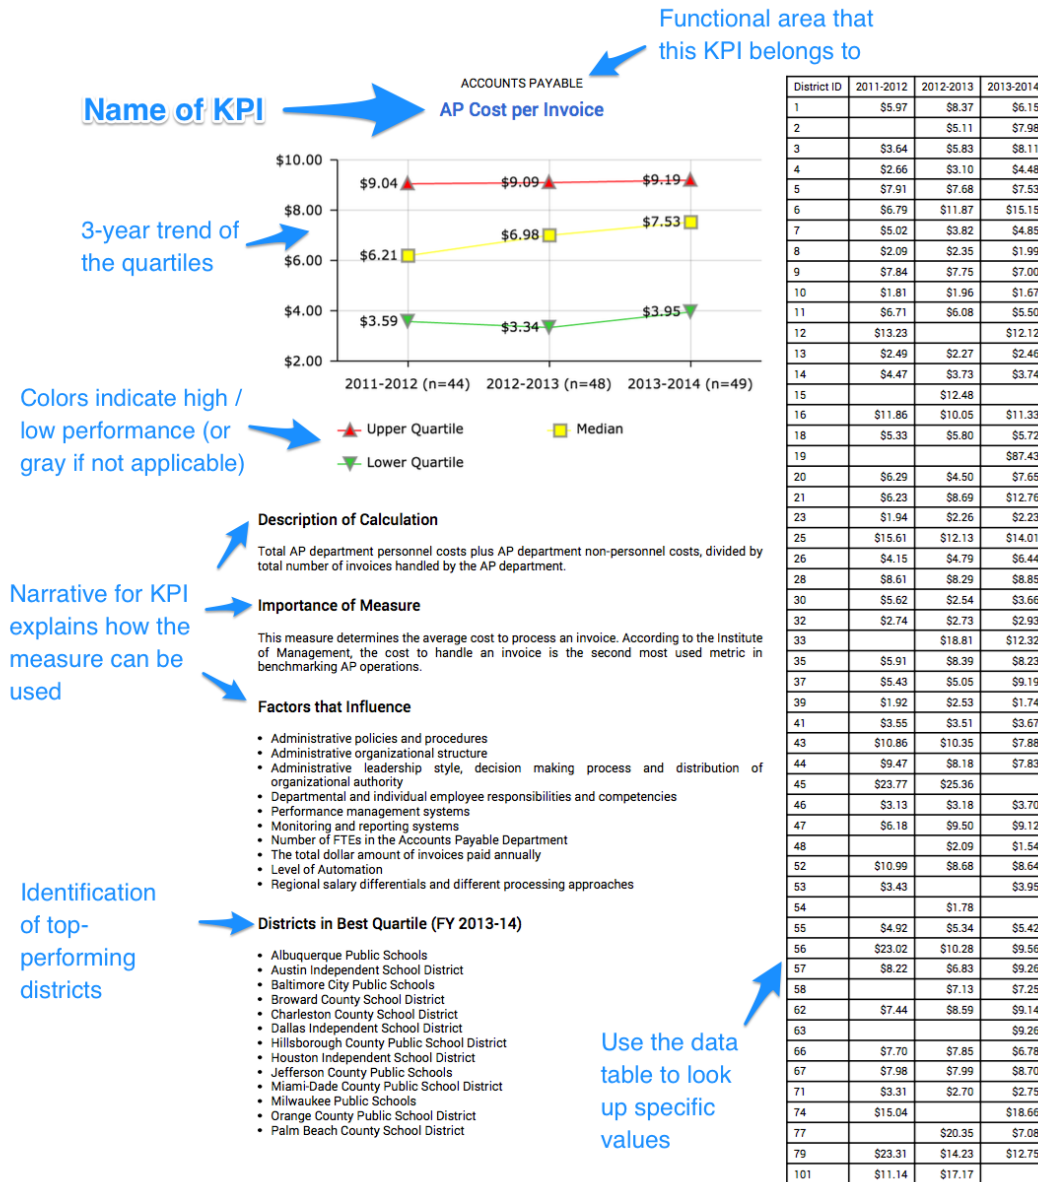 Functional area that
this KPI belongs to
ACCOUNTS PAYABLE
Name of KPI
AP Cost per Invoice
$10.00
$8.00
$6.00
$4.00
$2.00
$9.04
$9.09
$9.19
$6.21
$6.98
$7.53
$3.59
$3.34
$3.95
2011-2012 (n=44) 2012-2013 (n=48) 2013-2014 (n=49)
3-year trend of
the quartiles
Upper Quartile Median
Lower Quartile
Colors indicate high /
low performance (or
gray if not applicable)
Description of Calculation
Total AP department personnel costs plus AP department non-personnel costs, divided by
total number of invoices handled by the AP department.
Narrative for KPI
explains how the
measure can be
used
Importance of Measure
This measure determines the average cost to process an invoice. According to the Institute
of Management, the cost to handle an invoice is the second most used metric in
benchmarking AP operations.
Factors that Influence
• Administrative policies and procedures
• Administrative organizational structure
• Administrative leadership style, decision making process and distribution of
organizational authority
• Departmental and individual employee responsibilities and competencies
• Performance management systems
• Monitoring and reporting systems
• Number of FTEs in the Accounts Payable Department
• The total dollar amount of invoices paid annually
• Level of Automation
• Regional salary differentials and different processing approaches
Identification
of top-
performing
districts
Districts in Best Quartile (FY 2013-14)
• Albuquerque Public Schools
• Austin Independent School District
• Baltimore City Public Schools
• Broward County School District
• Charleston County School District
• Dallas Independent School District
• Hillsborough County Public School District
• Houston Independent School District
• Jefferson County Public Schools
• Miami-Dade County Public School District
• Milwaukee Public Schools
• Orange County Public School District
• Palm Beach County School District
Use the data
table to look
up specific
values
District ID 2011-2012 2012-2013 2013-2014
1 $5.97 $8.37 $6.15
2 $5.11 $7.98
3 $3.64 $5.83 $8.11
4 $2.66 $3.10 $4.48
5 $7.91 $7.68 $7.53
6 $6.79 $11.87 $15.15
7 $5.02 $3.82 $4.85
8 $2.09 $2.35 $1.99
9 $7.84 $7.75 $7.00
10 $1.81 $1.96 $1.67
11 $6.71 $6.08 $5.50
12 $13.23 $12.12
13 $2.49 $2.27 $2.46
14 $4.47 $3.73 $3.74
15 $12.48
16 $11.86 $10.05 $11.33
18 $5.33 $5.80 $5.72
19 $87.43
20 $6.29 $4.50 $7.65
21 $6.23 $8.69 $12.76
23 $1.94 $2.26 $2.23
25 $15.61 $12.13 $14.01
26 $4.15 $4.79 $6.44
28 $8.61 $8.29 $8.85
30 $5.62 $2.54 $3.66
32 $2.74 $2.73 $2.93
33 $18.81 $12.32
35 $5.91 $8.39 $8.23
37 $5.43 $5.05 $9.19
39 $1.92 $2.53 $1.74
41 $3.55 $3.51 $3.67
43 $10.86 $10.35 $7.88
44 $9.47 $8.18 $7.83
45 $23.77 $25.36
46 $3.13 $3.18 $3.70
47 $6.18 $9.50 $9.12
48 $2.09 $1.54
52 $10.99 $8.68 $8.64
53 $3.43 $3.95
54 $1.78
55 $4.92 $5.34 $5.42
56 $23.02 $10.28 $9.56
57 $8.22 $6.83 $9.26
58 $7.13 $7.25
62 $7.44 $8.59 $9.14
63 $9.26
66 $7.70 $7.85 $6.78
67 $7.98 $7.99 $8.70
71 $3.31 $2.70 $2.75
74 $15.04 $18.66
77 $20.35 $7.08
79 $23.31 $14.23 $12.75
101 $11.14 $17.17